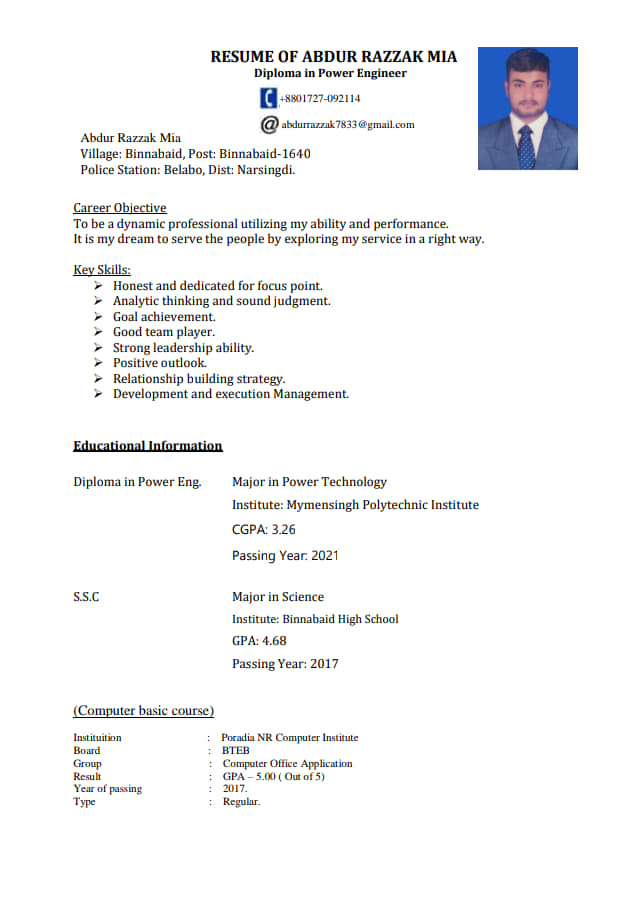 RESUME OF ABDUR RAZZAK MIA
Diploma in Power Engineer
+8801727-092114
@ abdurrazzak7833@gmail.com
Abdur Razzak Mia
Village: Binnabaid, Post: Binnabaid-1640
Police Station: Belabo, Dist: Narsingdi.
Career Objective
To be a dynamic professional utilizing my ability and performance.
It is my dream to serve the people by exploring my service in a right way.
Key Skills:
➢ Honest and dedicated for focus point.
➢ Analytic thinking and sound judgment.
➢ Goal achievement.
➢ Good team player.
➢ Strong leadership ability.
➢ Positive outlook.
➢ Relationship building strategy.
➢ Development and execution Management.
Educational Information
Diploma in Power Eng. Major in Power Technology
Institute: Mymensingh Polytechnic Institute
CGPA: 3.26
Passing Year: 2021
S.S.C Major in Science
Institute: Binnabaid High School
GPA: 4.68
Passing Year: 2017
(Computer basic course)
Instituition : Poradia NR Computer Institute
Board : BTEB
Group : Computer Office Application
Result : GPA – 5.00 ( Out of 5)
Year of passing : 2017.
Type : Regular.